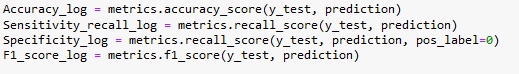 Accuracy_log = metrics.accuracy_score(y_test, prediction)
Sensitivity_recall_log = metrics.recall_score(y_test, prediction)
Specificity_log = metrics.recall_score(y_test, prediction, pos_label=0)
F1_score_log = metrics.f1_score(y_test, prediction)